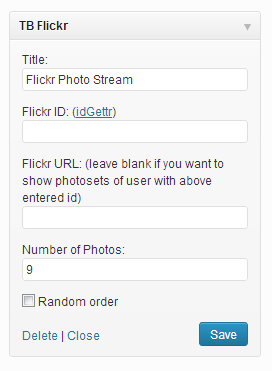 TB Flickr
Title:
Flickr Photo Stream
Flickr ID: (idGettr)
Flickr URL: (leave blank if you want to
show photosets of user with above
entered id)
Number of Photos:
9
Random order
Delete | Close
Save